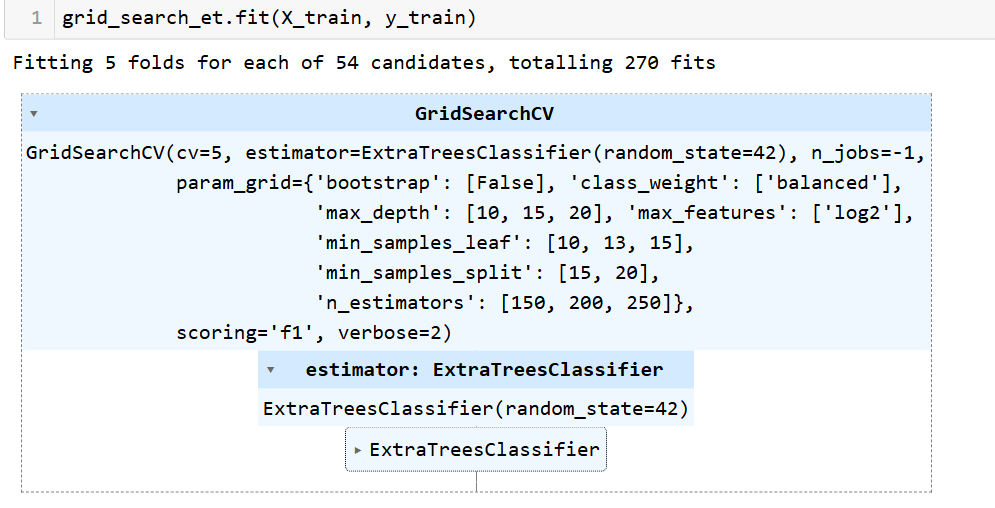 1 grid_search_et.fit(X_train, y_train)
Fitting 5 folds for each of 54 candidates, totalling 270 fits
GridSearchCV
GridSearchCV(cv=5, estimator=ExtraTreesClassifier(random_state=42), n_jobs=-1,
param_grid={'bootstrap': [False], 'class_weight': ['balanced'],
'max_depth': [10, 15, 20], 'max_features': ['log2'],
'min_samples_leaf': [10, 13, 15],
'min_samples_split': [15, 20],
'n_estimators': [150, 200, 250]},
scoring='f1', verbose=2)
estimator: ExtraTreesClassifier
ExtraTreesClassifier(random_state=42)
ExtraTreesClassifier